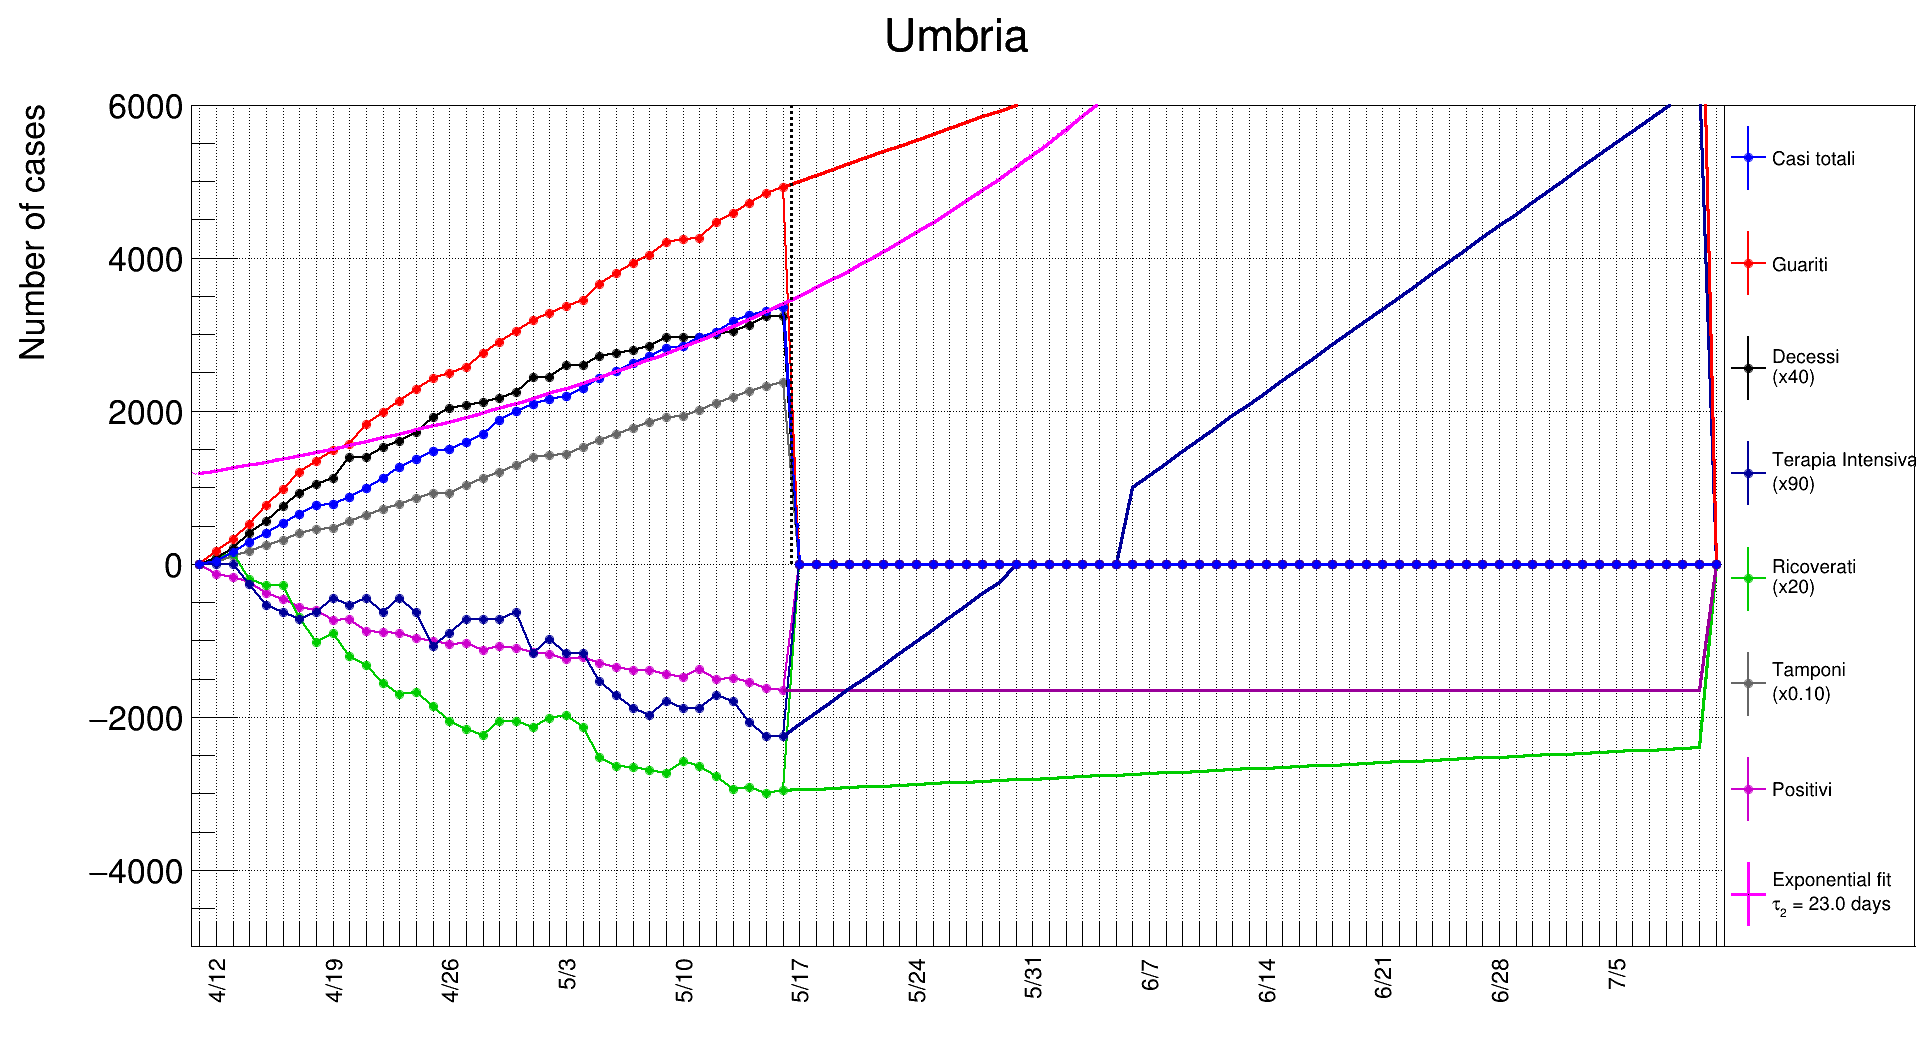 Umbria
Number of cases
6000
4000
2000
0
−2000
−4000
4/12
4/19
4/26
5/3
5/10
5/17
5/24
5/31
6/7
6/14
6/21
6/28
7/5
Casi totali
Guariti
Decessi
(x40)
Terapia Intensiva
(x90)
Ricoverati
(x20)
Tamponi
(x0.10)
Positivi
Exponential fit
τ2 = 23.0 days